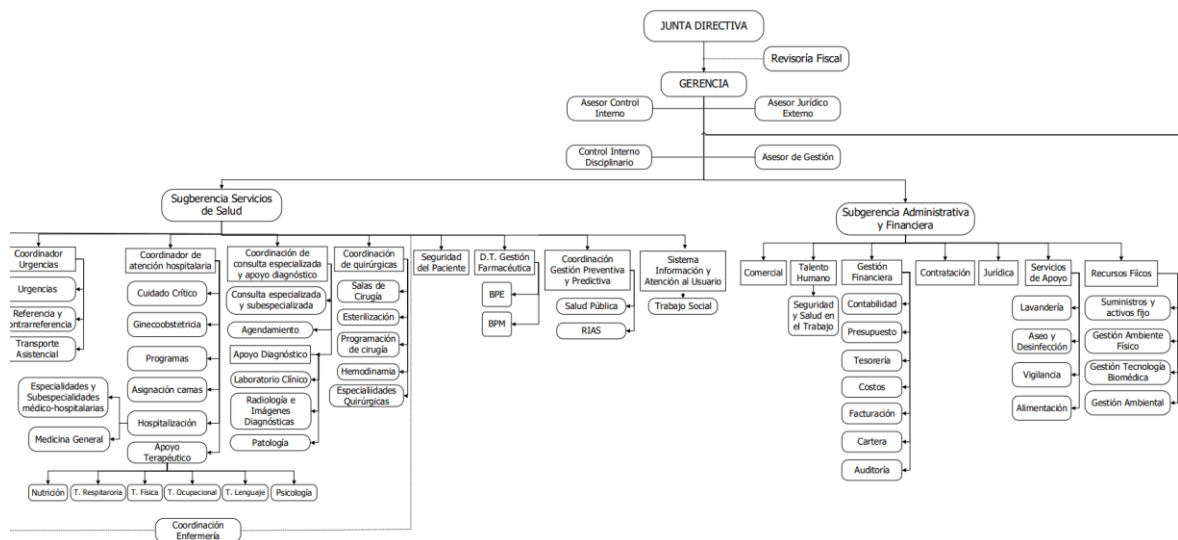 JUNTA DIRECTIVA
Revisoría Fiscal
GERENCIA
Asesor Control
Interno
Asesor Jurídico
Externo
Control Interno
Disciplinario
Asesor de Gestión
Sugberencia Servicios
de Salud
Subgerencia Administrativa
y Financiera
Coordinador
Urgencias
Urgencias
Referencia y
contrarreferencia
Transporte
Asistencial
Coordinador de
atención hospitalaria
Cuidado Crítico
Ginecoobstetricia
Programas
Asignación camas
Hospitalización
Especialidades y
Subespecialidades
médico-hospitalarias
Medicina General
Apoyo
Terapéutico
Nutrición
T. Respitaroria
T. Física
T. Ocupacional
T. Lenguaje
Psicología
Coordinación de
consulta especializada
y apoyo diagnóstico
Consulta especializada
y subespecializada
Agendamiento
Apoyo Diagnóstico
Laboratorio Clínico
Radiología e
Imágenes
Diagnósticas
Patología
Coordinación
de quirúrgicas
Salas de
Cirugía
Esterilización
Programación
de cirugía
Hemodinamia
Especialiidades
Quirúrgicas
Coordinación
Enfermería
Seguridad
del Paciente
D.T. Gestión
Farmacéutica
BPE
BPM
Coordinación
Gestión Preventiva
y Predictiva
Salud Pública
RIAS
Sistema
Información y
Atención al Usuario
Trabajo Social
Comercial
Talento
Humano
Seguridad
y Salud en
el Trabajo
Gestión
Financiera
Contabilidad
Presupuesto
Tesorería
Costos
Facturación
Cartera
Auditoría
Contratación
Jurídica
Servicios
de Apoyo
Lavandería
Aseo y
Desinfección
Vigilancia
Alimentación
Recursos Fíicos
Suministros y
activos fijo
Gestión Ambiente
Físico
Gestión Tecnología
Biomédica
Gestión Ambiental